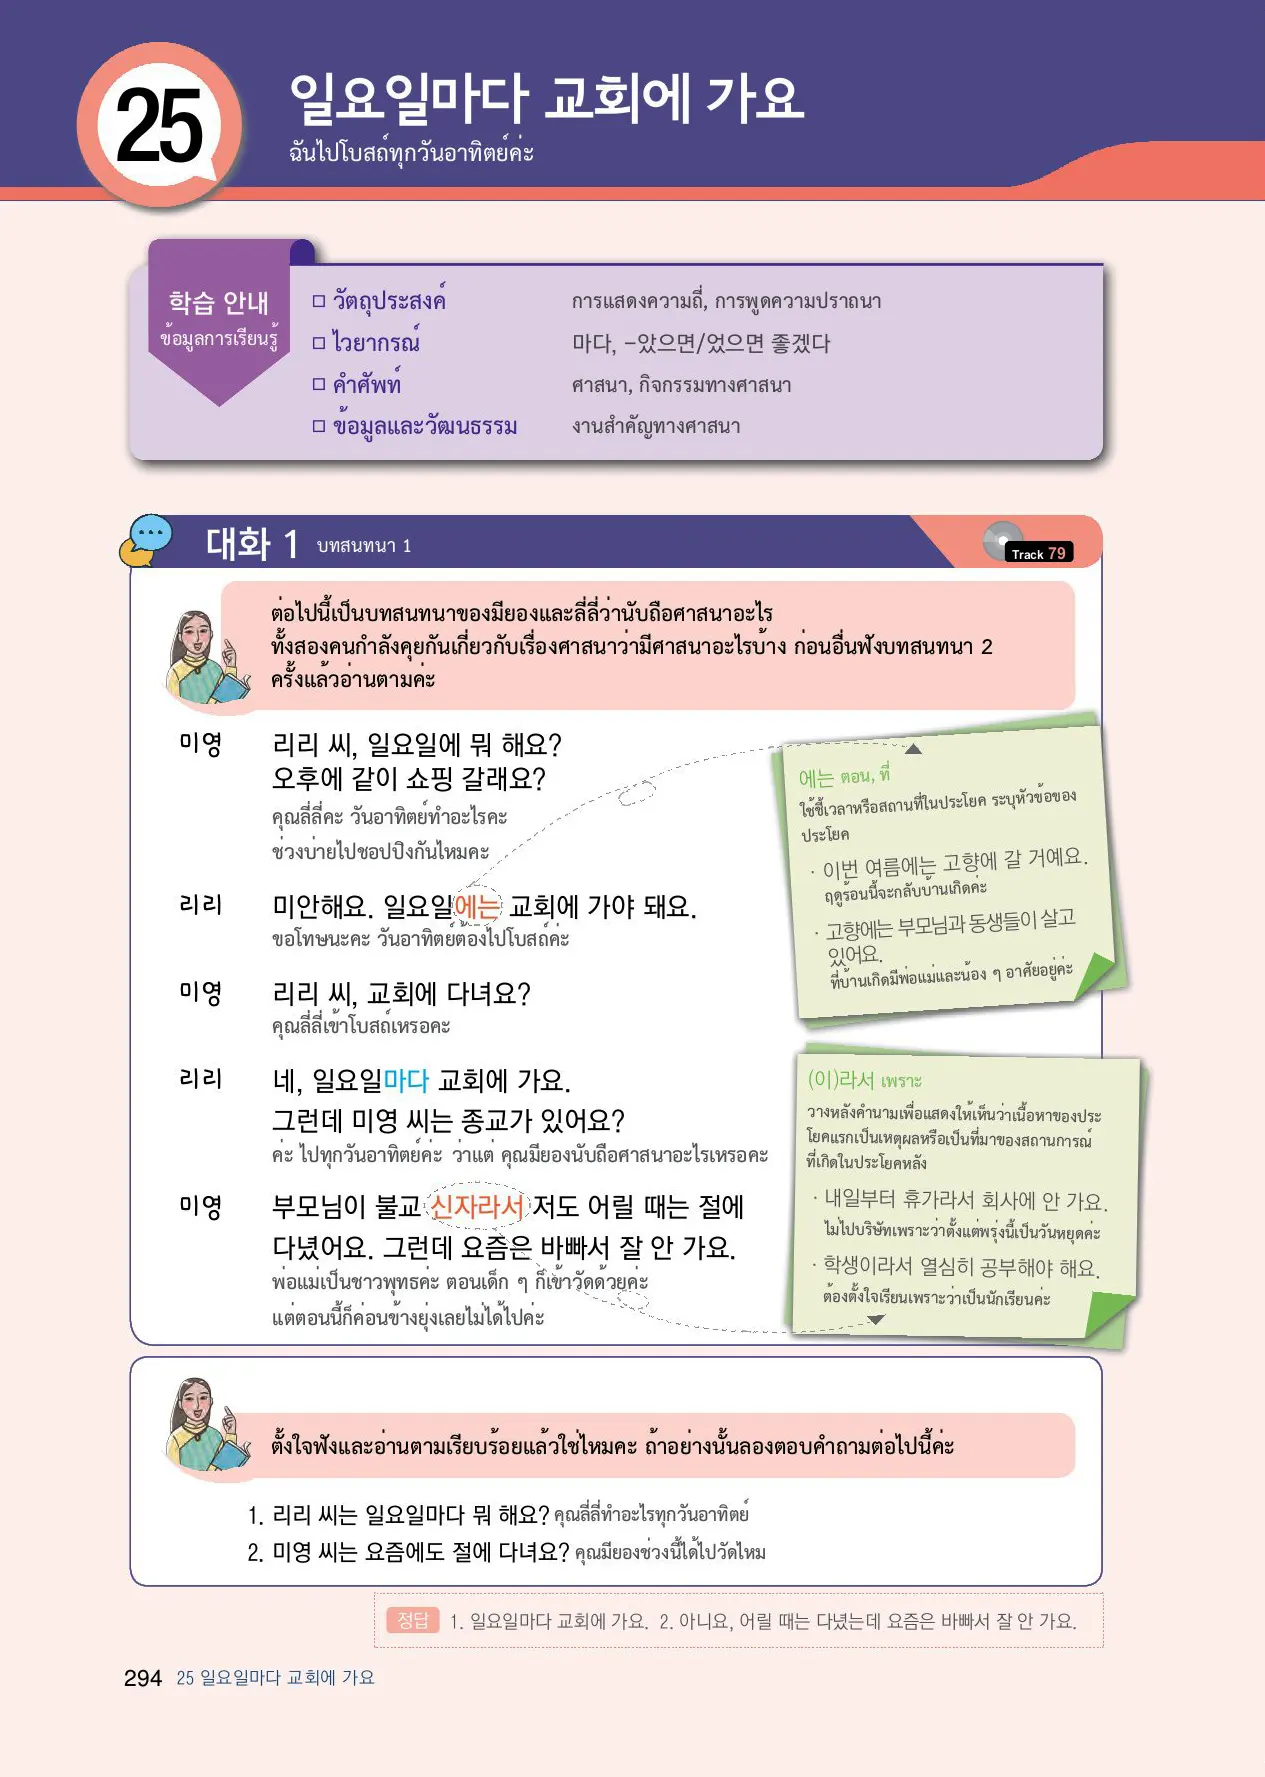 25
일요일마다 교회에 가요
ฉันไปโบสถ์ทุกวันอาทิตย์ค่ะ
학습 안내
ข้อมูลการเรียนรู้
□ วัตถุประสงค์ การแสดงความถี่, การพูดความปราถนา
□ ไวยากรณ์ 마다, -았으면/었으면 좋겠다
□ คำศัพท์ ศาสนา, กิจกรรมทางศาสนา
□ ข้อมูลและวัฒนธรรม งานสำคัญทางศาสนา
대화 1 บทสนทนา 1
Track 79
ต่อไปนี้เป็นบทสนทนาของมียองและลี่ลี่ว่านับถือศาสนาอะไร
ทั้งสองคนกำลังคุยกันเกี่ยวกับเรื่องศาสนาว่ามีศาสนาอะไรบ้าง ก่อนอื่นฟังบทสนทนา 2
ครั้งแล้วอ่านตามค่ะ
미영 리리 씨, 일요일에 뭐 해요?
오후에 같이 쇼핑 갈래요?
คุณลี่ลี่คะ วันอาทิตย์ทำอะไรคะ
ช่วงบ่ายไปชอปปิงกันไหมคะ
리리 미안해요. 일요일에는 교회에 가야 돼요.
ขอโทษนะคะ วันอาทิตย์ต้องไปโบสถ์ค่ะ
미영 리리 씨, 교회에 다녀요?
คุณลี่ลี่เข้าโบสถ์เหรอคะ
리리 네, 일요일마다 교회에 가요.
그런데 미영 씨는 종교가 있어요?
ค่ะ ไปทุกวันอาทิตย์ค่ะ ว่าแต่ คุณมียองนับถือศาสนาอะไรเหรอคะ
미영 부모님이 불교 신자라서 저도 어릴 때는 절에
다녔어요. 그런데 요즘은 바빠서 잘 안 가요.
พ่อแม่เป็นชาวพุทธค่ะ ตอนเด็ก ๆ ก็เข้าวัดด้วยค่ะ
แต่ตอนนี้ก็ค่อนข้างยุ่งเลยไม่ได้ไปค่ะ
에는 ตอน, ที่
ใช้ชี้เวลาหรือสถานที่ในประโยค ระบุหัวข้อของ
ประโยค
· 이번 여름에는 고향에 갈 거예요.
ฤดูร้อนนี้จะกลับบ้านเกิดค่ะ
· 고향에는 부모님과 동생들이 살고
있어요.
ที่บ้านเกิดมีพ่อแม่และน้อง ๆ อาศัยอยู่ค่ะ
(이)라서 เพราะ
วางหลังคำนามเพื่อแสดงให้เห็นว่าเนื้อหาของประ
โยคแรกเป็นเหตุผลหรือเป็นที่มาของสถานการณ์
ที่เกิดในประโยคหลัง
· 내일부터 휴가라서 회사에 안 가요.
ไม่ไปบริษัทเพราะว่าตั้งแต่พรุ่งนี้เป็นวันหยุดค่ะ
· 학생이라서 열심히 공부해야 해요.
ต้องตั้งใจเรียนเพราะว่าเป็นนักเรียนค่ะ
ตั้งใจฟังและอ่านตามเรียบร้อยแล้วใช่ไหมคะ ถ้าอย่างนั้นลองตอบคำถามต่อไปนี้ค่ะ
1. 리리 씨는 일요일마다 뭐 해요? คุณลี่ลี่ทำอะไรทุกวันอาทิตย์
2. 미영 씨는 요즘에도 절에 다녀요? คุณมียองช่วงนี้ได้ไปวัดไหม
정답 1. 일요일마다 교회에 가요. 2. 아니요, 어릴 때는 다녔는데 요즘은 바빠서 잘 안 가요.
294 25 일요일마다 교회에 가요